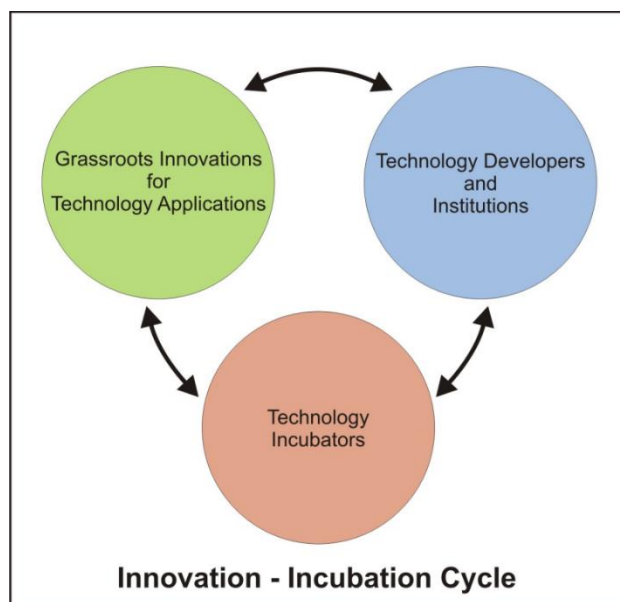 Grassroots Innovations
for
Technology Applications
Technology Developers
and
Institutions
Technology
Incubators
Innovation - Incubation Cycle